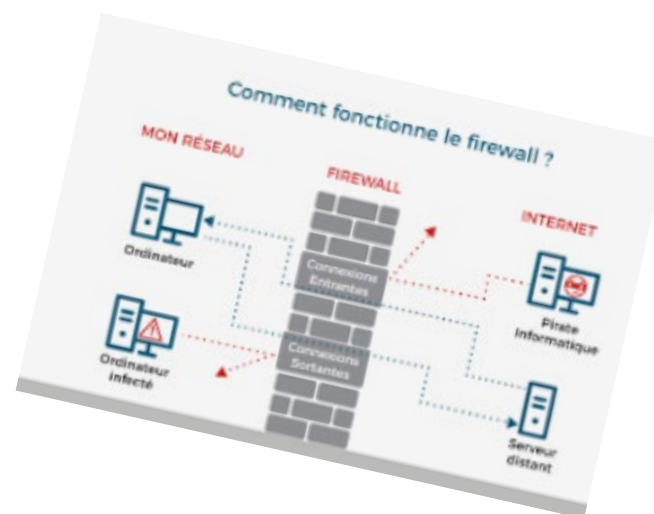 Comment fonctionne le firewall ?
MON RÉSEAU
FIREWALL
INTERNET
Ordinateur
Connexions
Entrantes
Pirate
Informatique
Ordinateur
infecté
Connexions
Sortantes
Serveur
distant